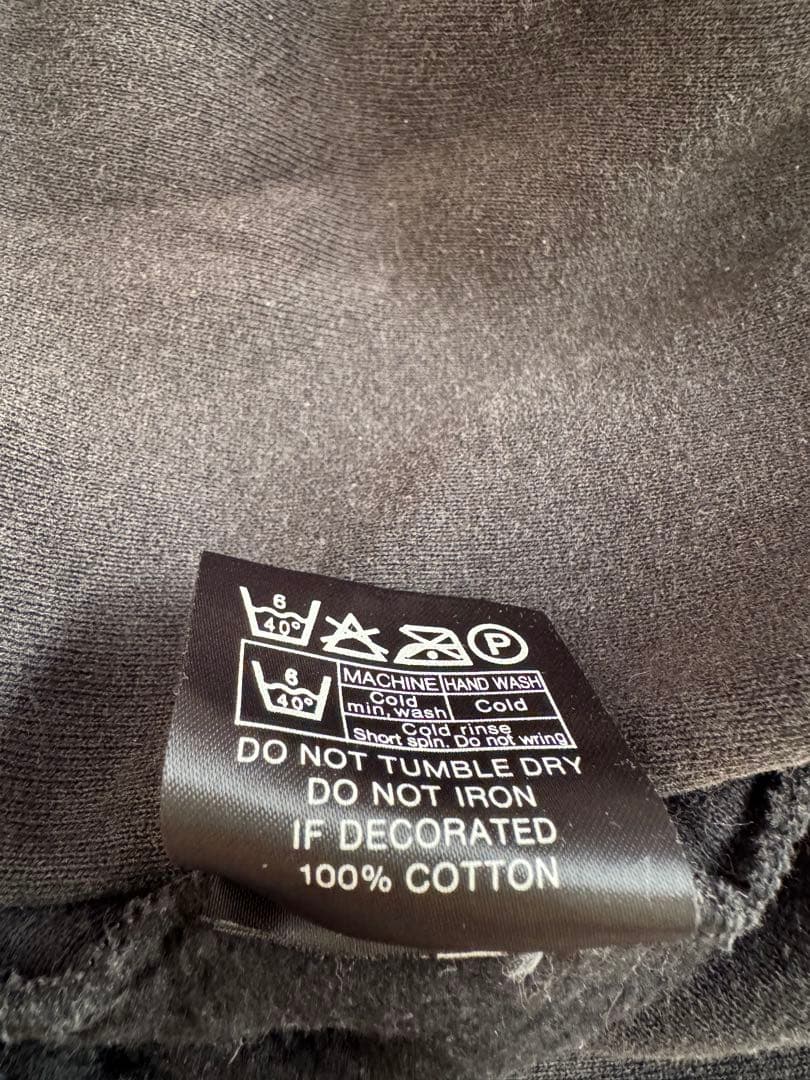 6
40°
P
6
40°
MACHINE HAND WASH
Cold
min, wash
Cold
Cold rinse
Short spin. Do not wring
DO NOT TUMBLE DRY
DO NOT IRON
IF DECORATED
100% COTTON